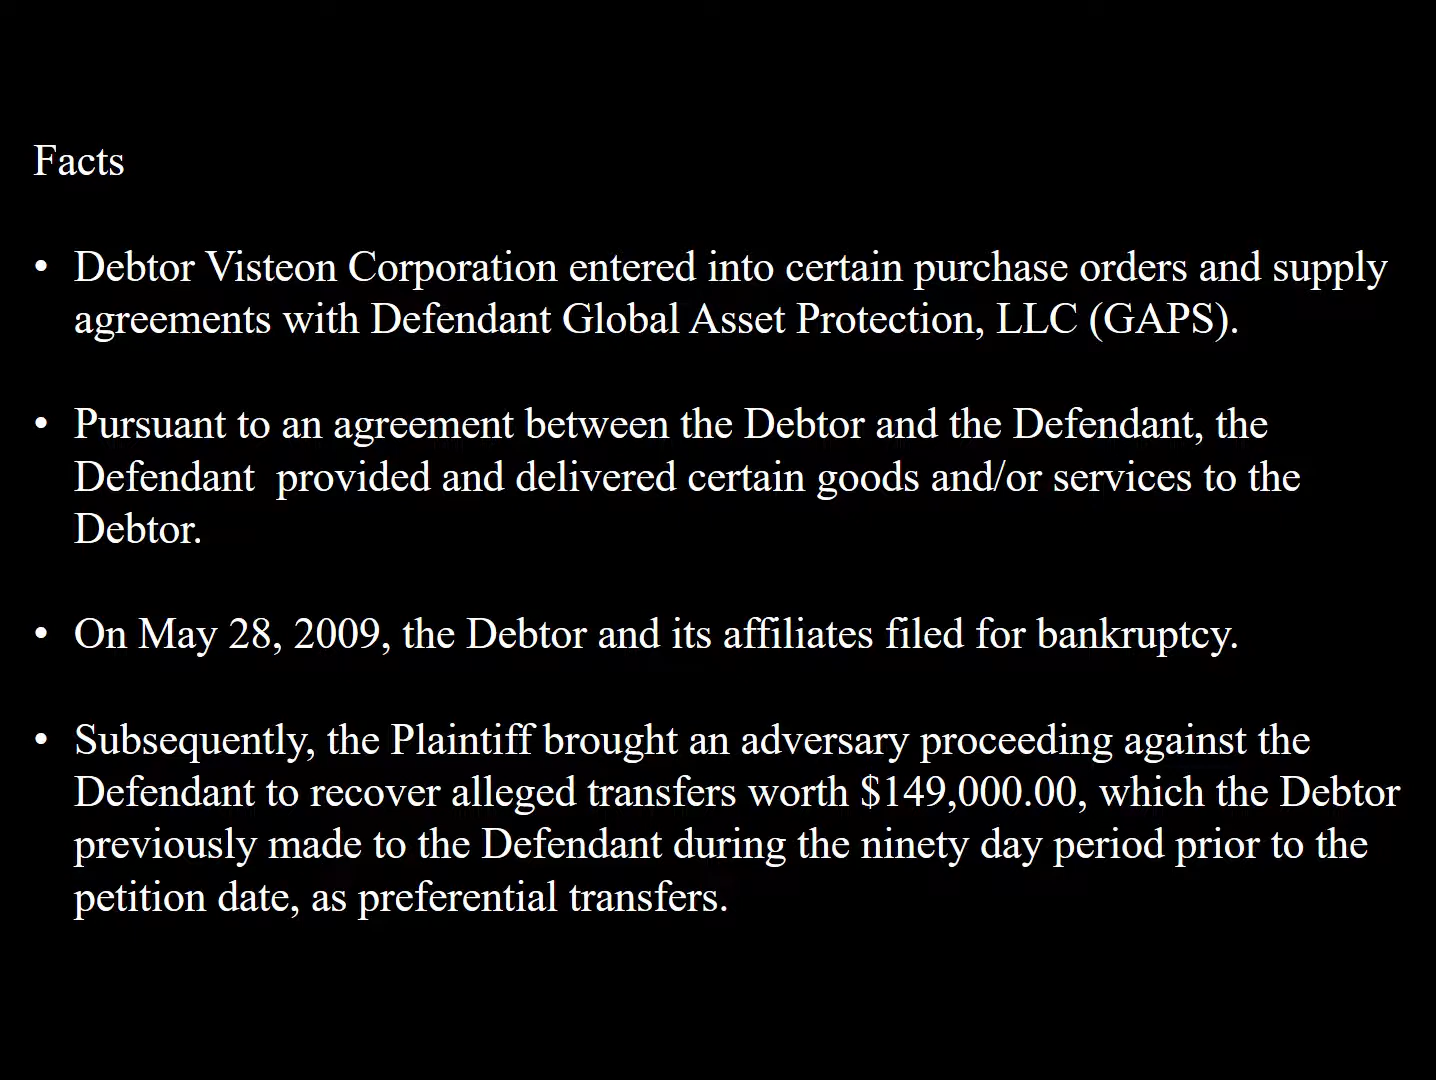 Facts
• Debtor Visteon Corporation entered into certain purchase orders and supply
agreements with Defendant Global Asset Protection, LLC (GAPS).
• Pursuant to an agreement between the Debtor and the Defendant, the
Defendant  provided and delivered certain goods and/or services to the
Debtor.
• On May 28, 2009, the Debtor and its affiliates filed for bankruptcy.
• Subsequently, the Plaintiff brought an adversary proceeding against the
Defendant to recover alleged transfers worth $149,000.00, which the Debtor
previously made to the Defendant during the ninety day period prior to the
petition date, as preferential transfers.